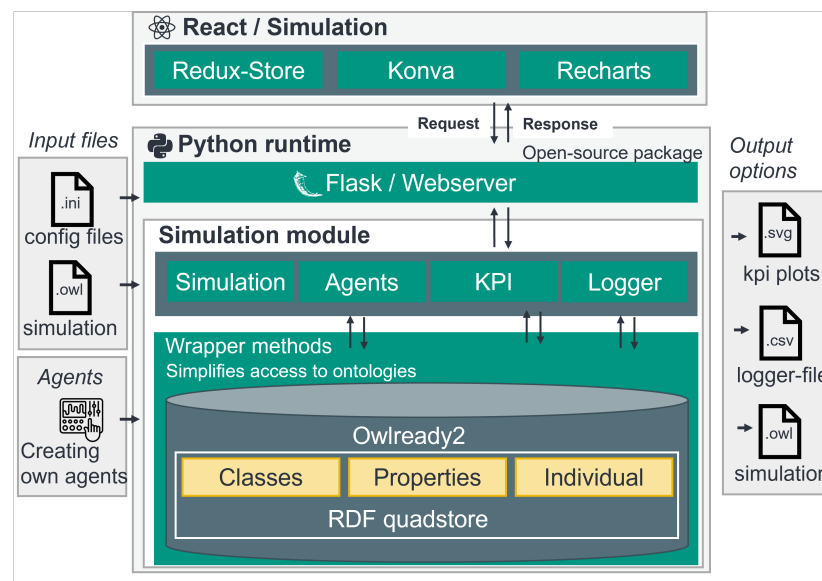 React / Simulation
Redux-Store
Konva
Recharts
Request
Response
Input files
.ini
config files
.owl
simulation
Agents
Creating
own agents
Python runtime
Open-source package
Flask / Webserver
Simulation module
Simulation
Agents
KPI
Logger
Wrapper methods
Simplifies access to ontologies
Owlready2
Classes
Properties
Individual
RDF quadstore
Output
options
.svg
kpi plots
.csv
logger-file
.owl
simulation